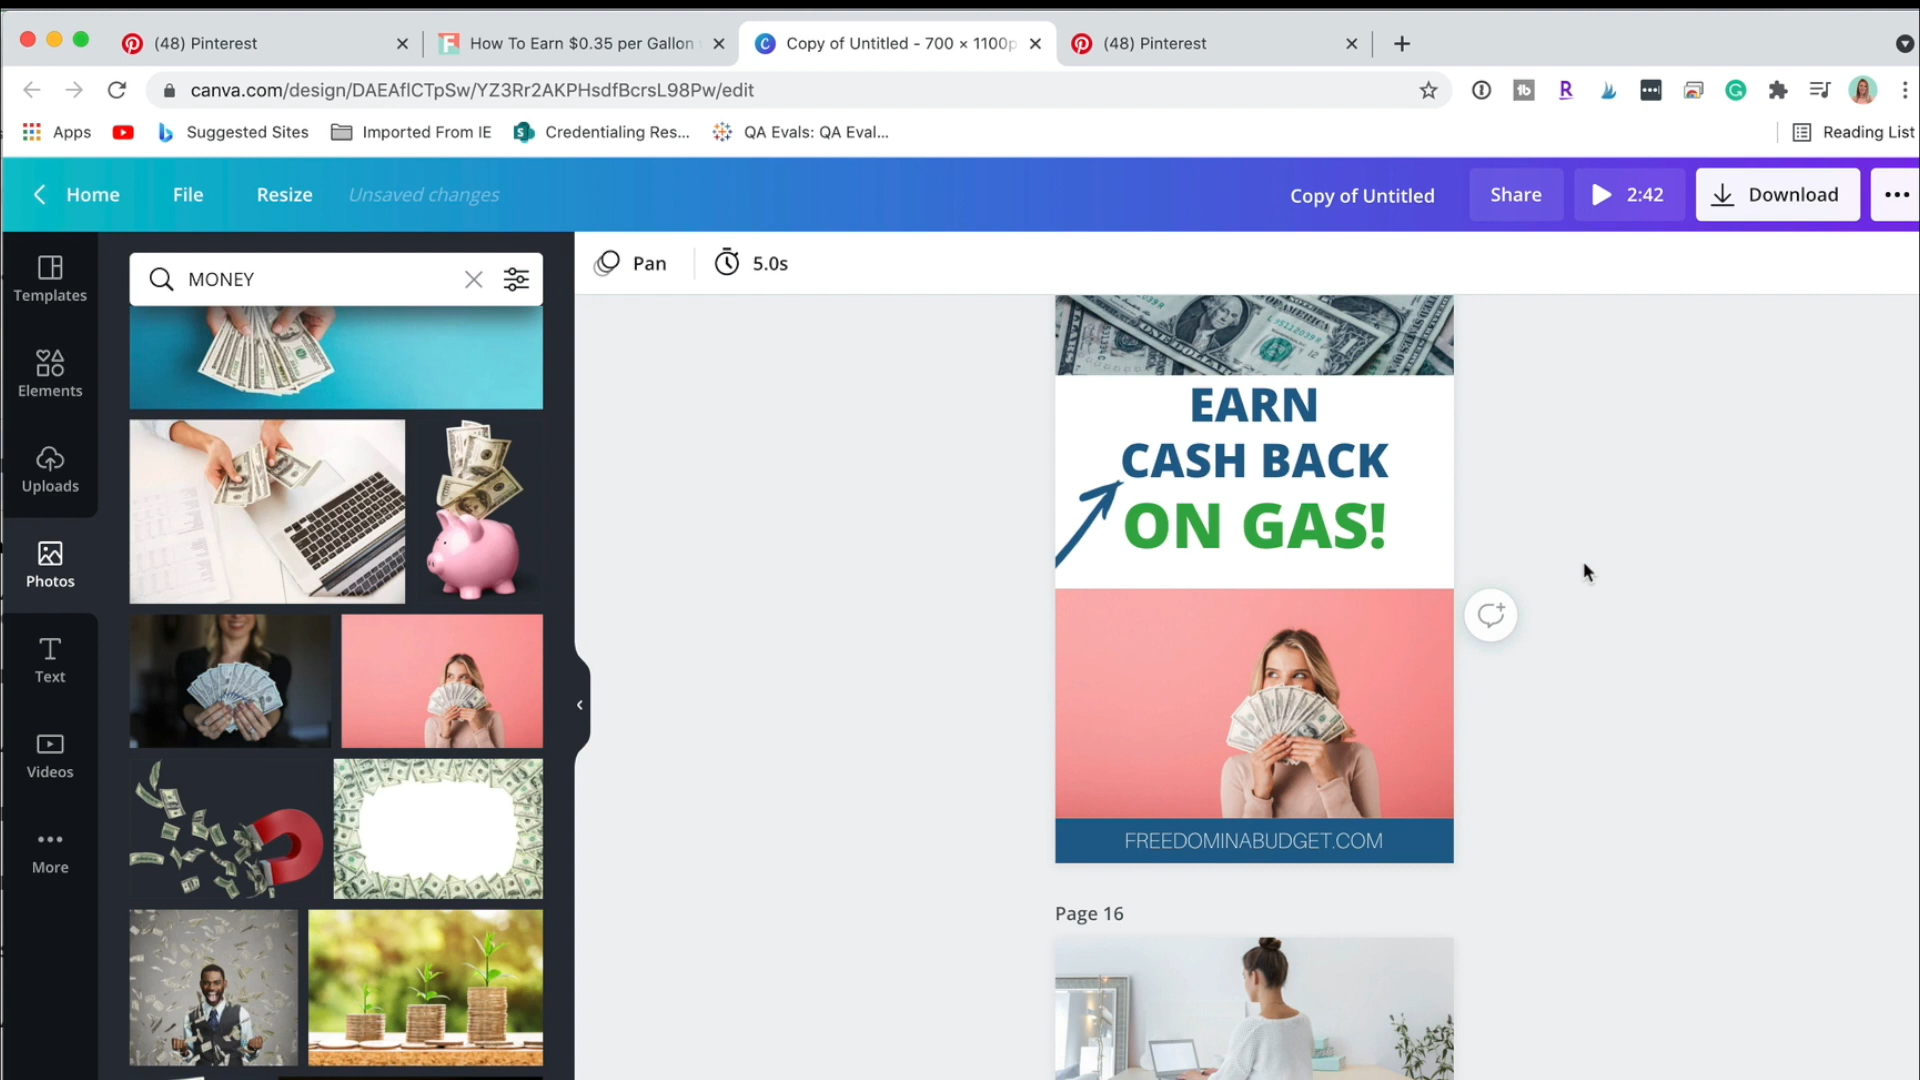 (48) Pinterest
How To Earn $0.35 per Gallon
Copy of Untitled - 700 × 1100p
(48) Pinterest
canva.com/design/DAEAflCTpSw/YZ3Rr2AKPHsdfBcrsL98Pw/edit
Apps
Suggested Sites
Imported From IE
Credentialing Res...
QA Evals: QA Eval...
Reading List
Home
File
Resize
Unsaved changes
Copy of Untitled
Share
2:42
Download
Templates
Elements
Uploads
Photos
Text
Videos
More
MONEY
Pan
5.0s
EARN
CASH BACK
ON GAS!
FREEDOMINABUDGET.COM
Page 16